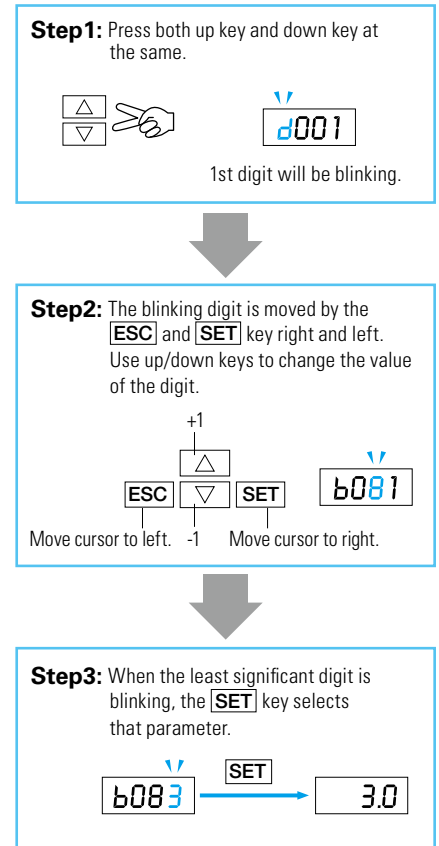 Step1: Press both up key and down key at
the same.
△
▽
d001
1st digit will be blinking.
Step2: The blinking digit is moved by the
ESC and SET key right and left.
Use up/down keys to change the value
of the digit.
+1
△
ESC ▽ SET
b081
Move cursor to left. -1 Move cursor to right.
Step3: When the least significant digit is
blinking, the SET key selects
that parameter.
b083 SET 3.0